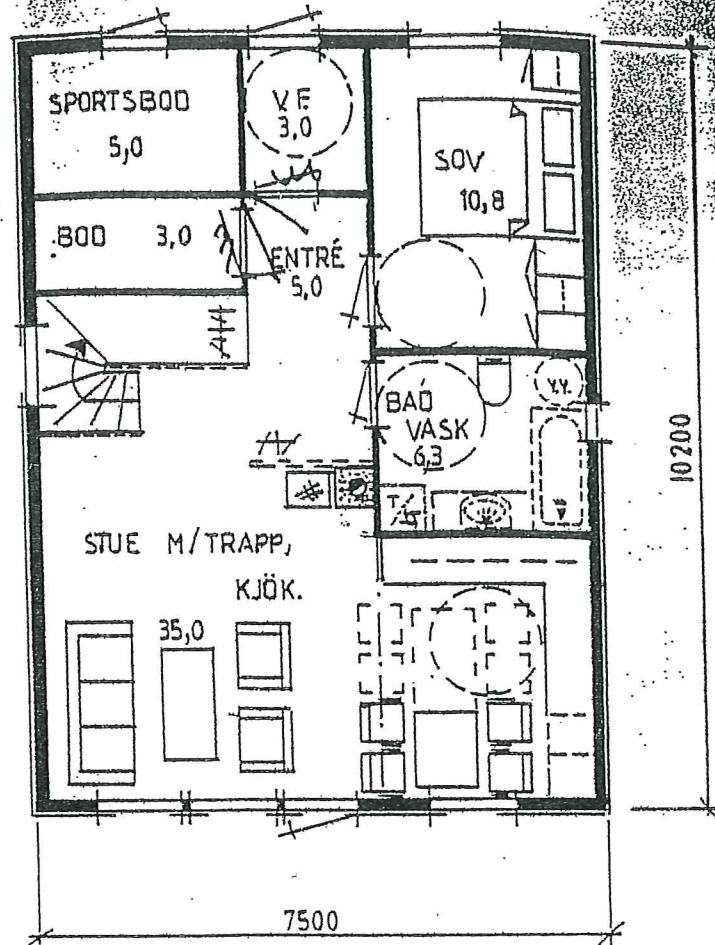 SPORTSBOD
5,0
V.F.
3,0
SOV
10,8
BOD 3,0
ENTRÉ
5,0
BAD
VASK
6,3
V.V.
T/
STUE M/TRAPP,
KJÖK.
35,0
10200
7500